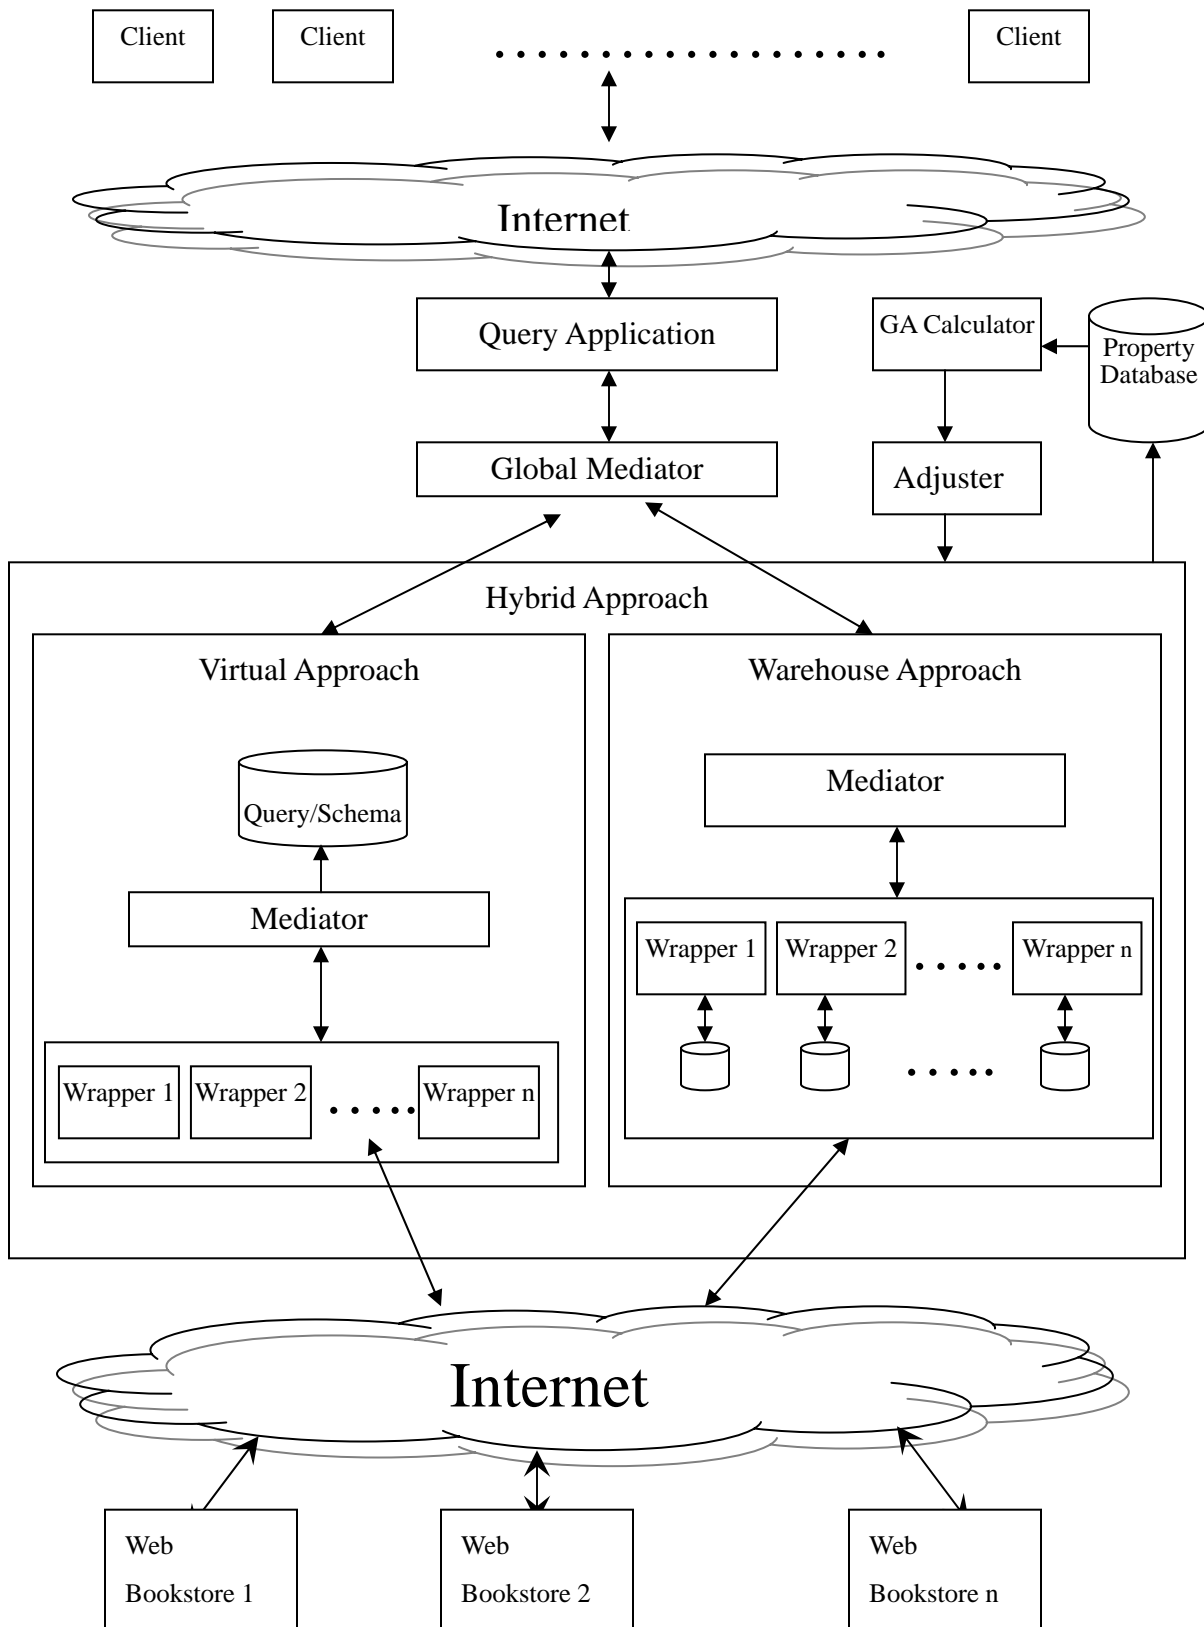 Client
Client
Client
Internet
Query Application
GA Calculator
Property
Database
Global Mediator
Adjuster
Hybrid Approach
Virtual Approach
Warehouse Approach
Query/Schema
Mediator
Mediator
Wrapper 1
Wrapper 2
. . . . .
Wrapper n
Wrapper 1
Wrapper 2
. . . . .
Wrapper n
. . . . .
Internet
Web
Bookstore 1
Web
Bookstore 2
Web
Bookstore n